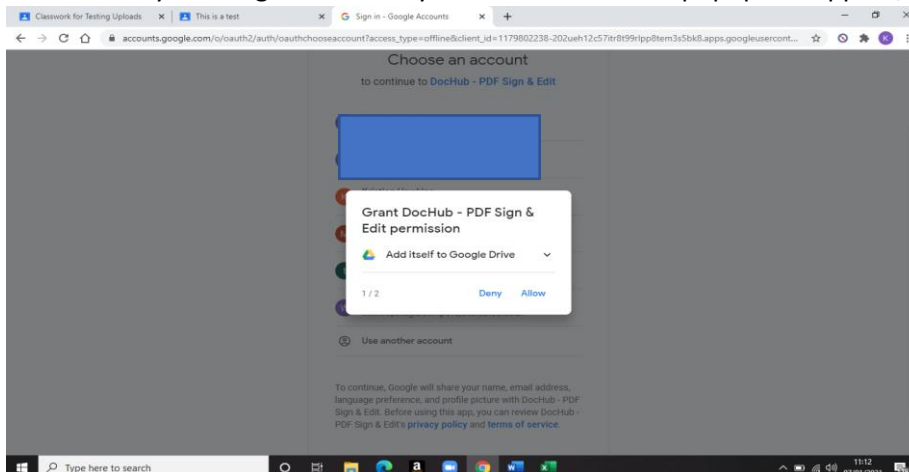 Classwork for Testing Uploads
This is a test
Sign in - Google Accounts
accounts.google.com/o/oauth2/auth/oauthchooseaccount?access_type=offline&client_id=1179802238-202ueh12c57itr8t99rlpp8tem3s5bk8.apps.googleusercont...
K
Choose an account
to continue to DocHub - PDF Sign & Edit
Grant DocHub - PDF Sign &
Edit permission
Add itself to Google Drive
1 / 2
Deny
Allow
Use another account
To continue, Google will share your name, email address,
language preference, and profile picture with DocHub - PDF
Sign & Edit. Before using this app, you can review DocHub -
PDF Sign & Edit's privacy policy and terms of service.
Type here to search
11:12